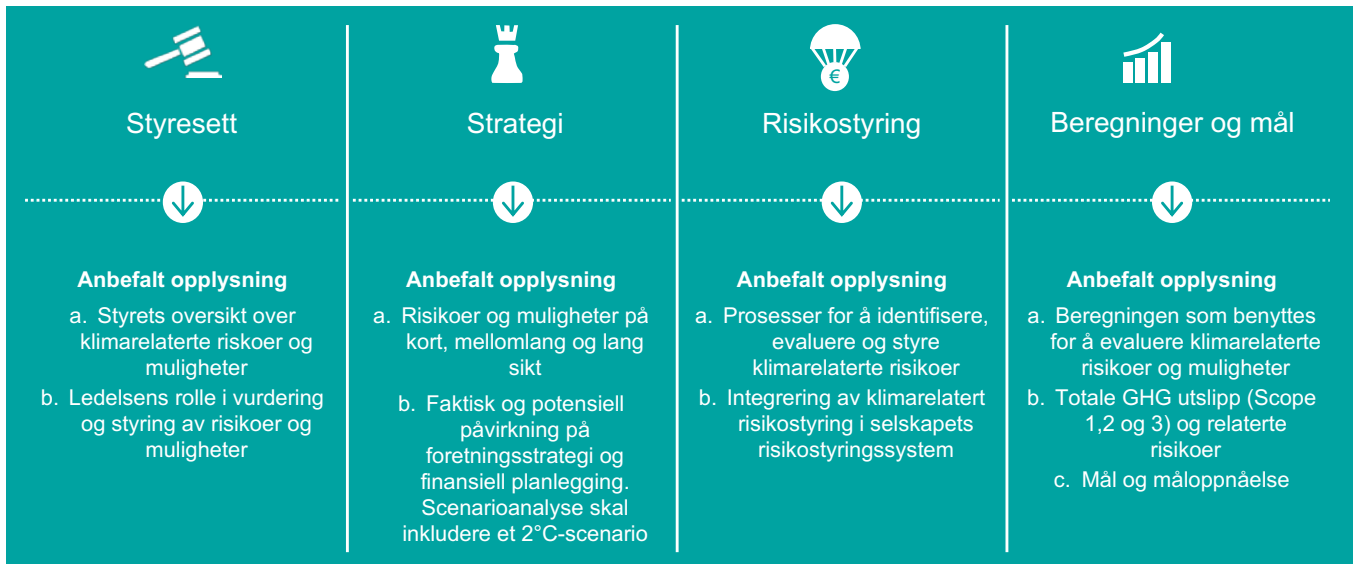 Styresett
Anbefalt opplysning
a. Styrets oversikt over
klimarelaterte riskoer og
muligheter
b. Ledelsens rolle i vurdering
og styring av risikoer og
muligheter
Strategi
Anbefalt opplysning
a. Risikoer og muligheter på
kort, mellomlang og lang
sikt
b. Faktisk og potensiell
påvirkning på
foretningsstrategi og
finansiell planlegging.
Scenarioanalyse skal
inkludere et 2°C-scenario
€
Risikostyring
Anbefalt opplysning
a. Prosesser for å identifisere,
evaluere og styre
klimarelaterte risikoer
b. Integrering av klimarelatert
risikostyring i selskapets
risikostyringssystem
Beregninger og mål
Anbefalt opplysning
a. Beregningen som benyttes
for å evaluere klimarelaterte
risikoer og muligheter
b. Totale GHG utslipp (Scope
1,2 og 3) og relaterte
risikoer
c. Mål og måloppnåelse